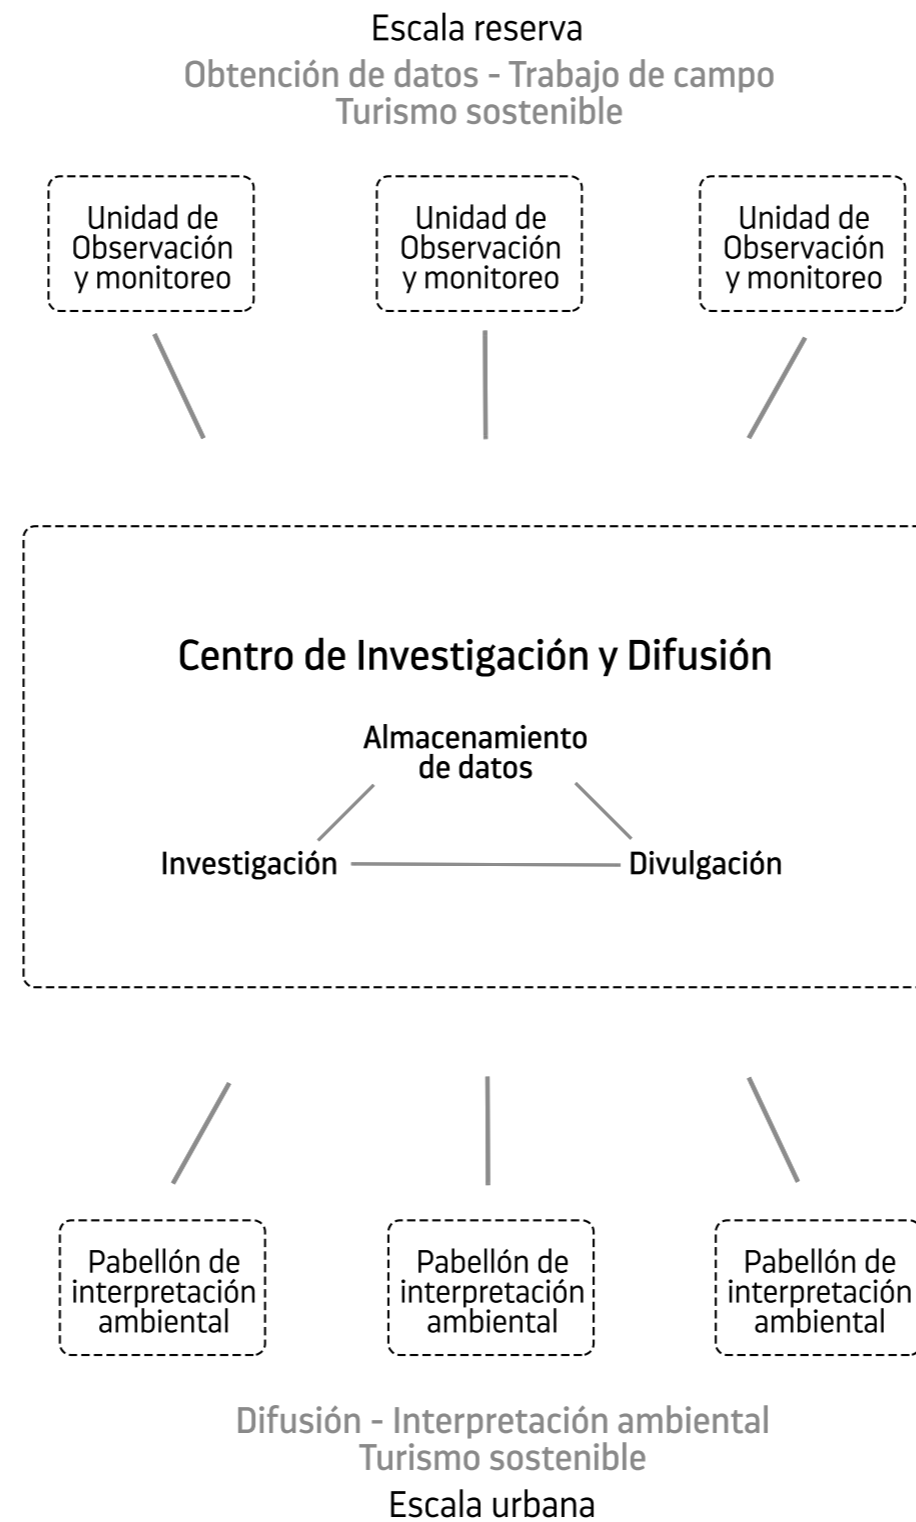 Escala reserva
Obtención de datos - Trabajo de campo
Turismo sostenible
Unidad de
Observación
y monitoreo
Unidad de
Observación
y monitoreo
Unidad de
Observación
y monitoreo
Centro de Investigación y Difusión
Almacenamiento
de datos
Investigación
Divulgación
Pabellón de
interpretación
ambiental
Pabellón de
interpretación
ambiental
Pabellón de
interpretación
ambiental
Difusión - Interpretación ambiental
Turismo sostenible
Escala urbana